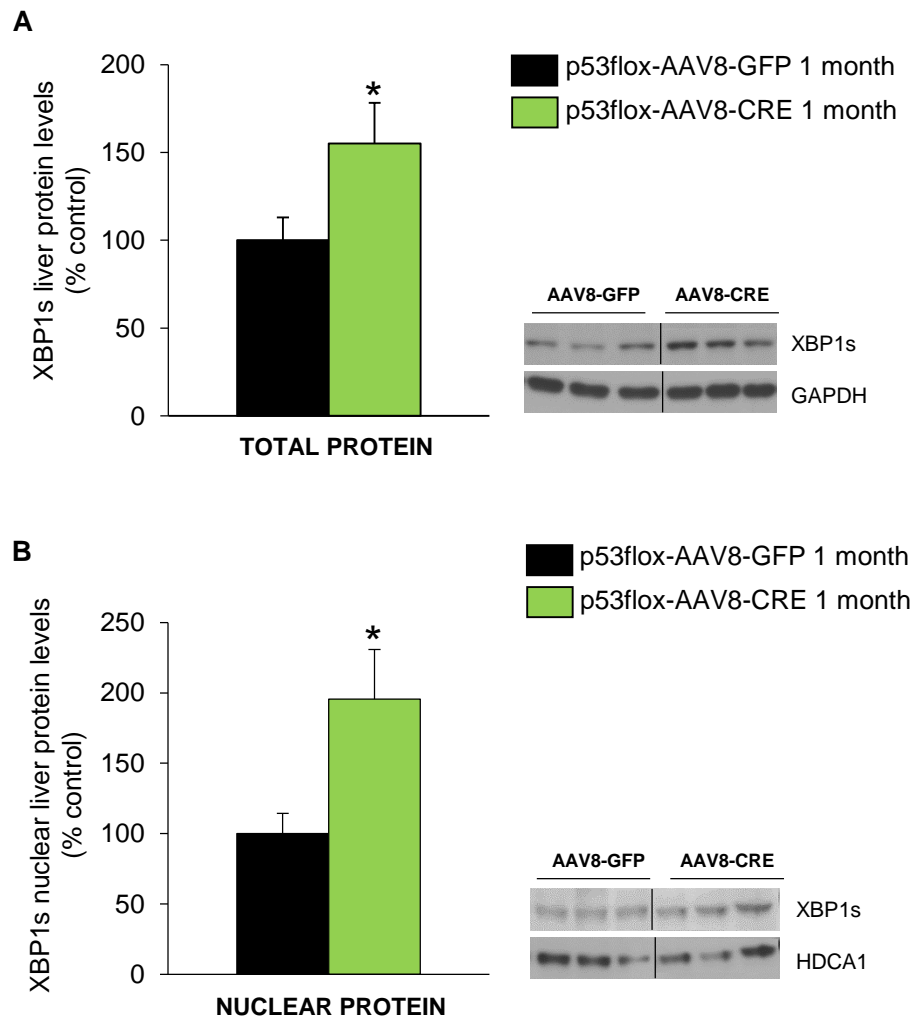 A
XBP1s liver protein levels
(% control)
200
150
100
50
0
*
TOTAL PROTEIN
p53flox-AAV8-GFP 1 month
p53flox-AAV8-CRE 1 month
AAV8-GFP AAV8-CRE
XBP1s
GAPDH
B
XBP1s nuclear liver protein levels
(% control)
250
200
150
100
50
0
*
NUCLEAR PROTEIN
p53flox-AAV8-GFP 1 month
p53flox-AAV8-CRE 1 month
AAV8-GFP AAV8-CRE
XBP1s
HDCA1